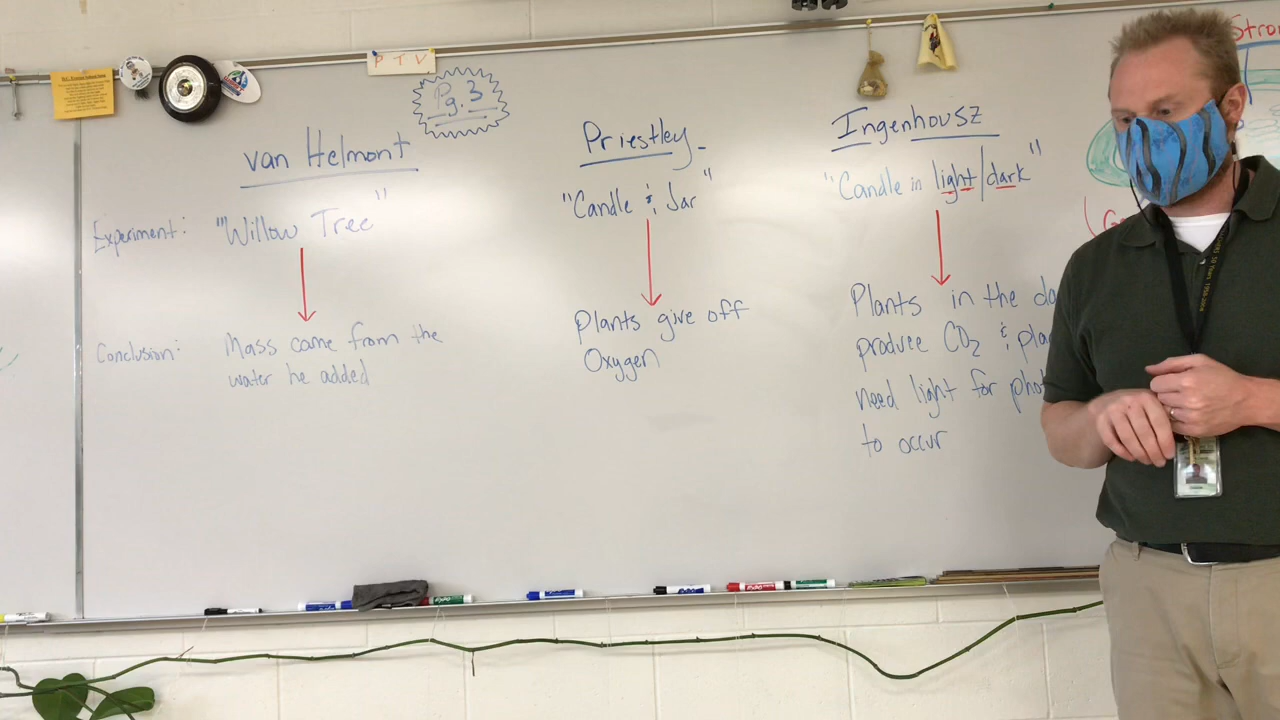 P T V
Pg. 3
van Helmont
Priestley
Ingenhousz
Experiment:
"Willow Tree"
"Candle & Jar"
"Candle in light/dark"
Conclusion:
Mass came from the
water he added
Plants give off
Oxygen
Plants in the
produce CO2 &
need light for
to occur